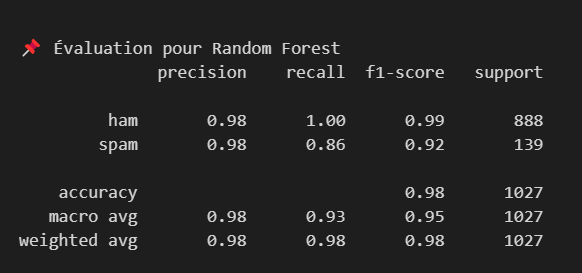 📌 Évaluation pour Random Forest
precision recall f1-score support
ham 0.98 1.00 0.99 888
spam 0.98 0.86 0.92 139
accuracy 0.98 1027
macro avg 0.98 0.93 0.95 1027
weighted avg 0.98 0.98 0.98 1027